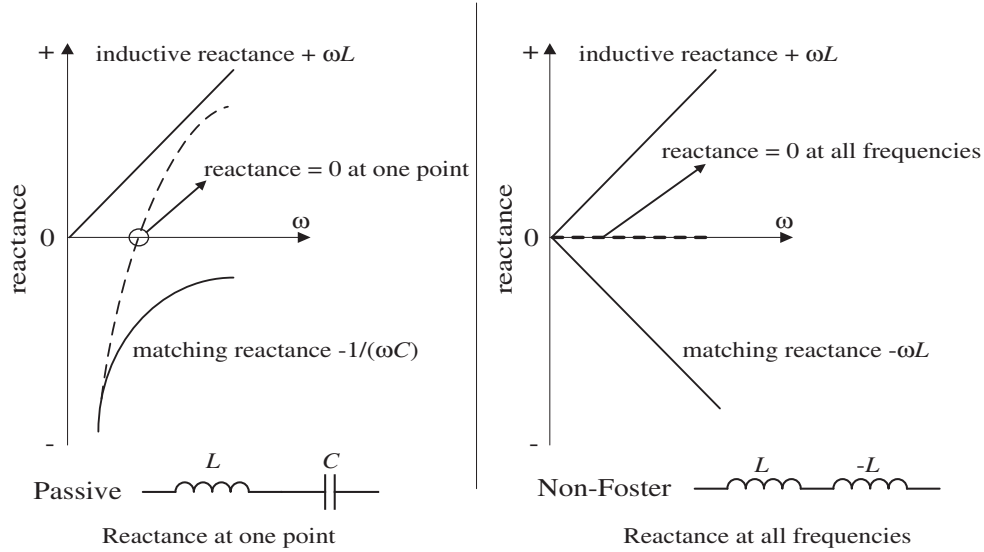 +
inductive reactance + ωL
reactance = 0 at one point
ω
0
reactance
matching reactance -1/(ωC)
-
L
C
Passive
Reactance at one point
+
inductive reactance + ωL
reactance = 0 at all frequencies
ω
0
reactance
matching reactance -ωL
-
L
-L
Non-Foster
Reactance at all frequencies